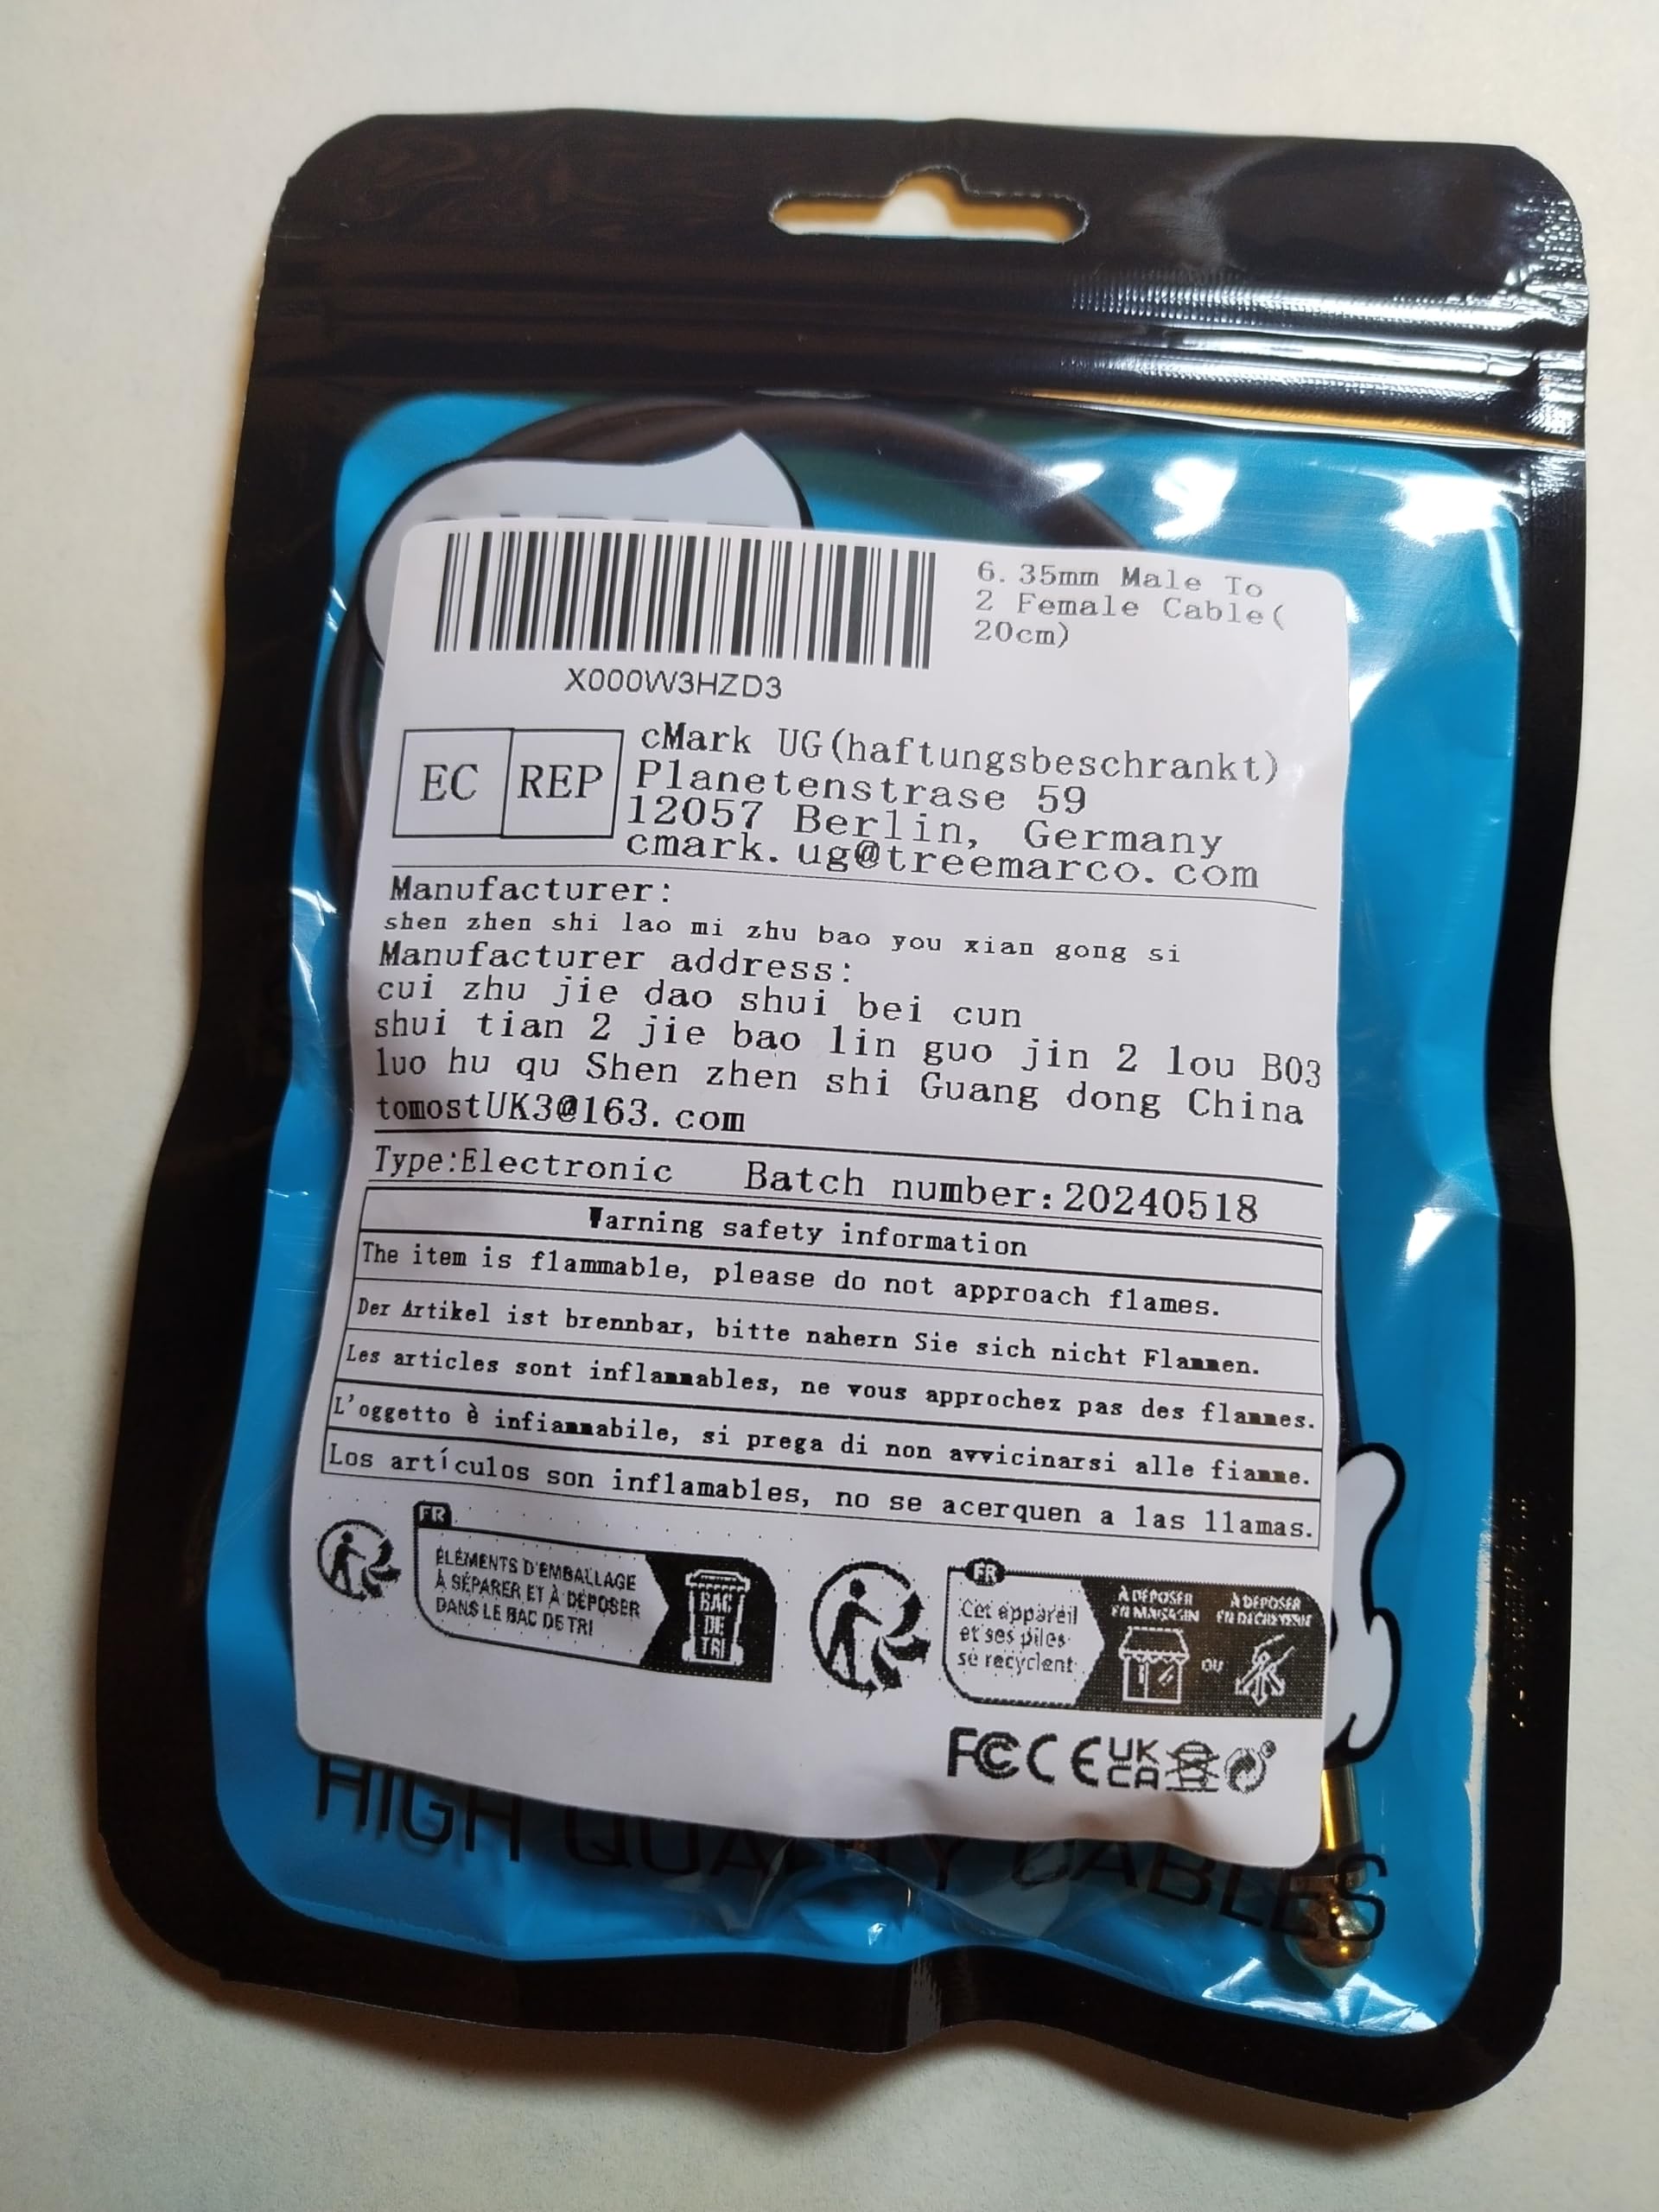 6.35mm Male To
2 Female Cable(
20cm)
X000W3HZD3
EC REP
cMark UG(haftungsbeschrankt)
Planetenstrase 59
12057 Berlin, Germany
cmark.ug@treemarco.com
Manufacturer:
shen zhen shi lao mi zhu bao you xian gong si
Manufacturer address:
cui zhu jie dao shui bei cun
shui tian 2 jie bao lin guo jin 2 lou B03
luo hu qu Shen zhen shi Guang dong China
tomostUK3@163.com
Type:Electronic Batch number:20240518
Warning safety information
The item is flammable, please do not approach flames.
Der Artikel ist brennbar, bitte nahern Sie sich nicht Flammen.
Les articles sont inflammables, ne vous approchez pas des flammes.
L'oggetto è infiammabile, si prega di non avvicinarsi alle fiamme.
Los artículos son inflamables, no se acerquen a las llamas.
FR
ÉLÉMENTS D'EMBALLAGE
À SÉPARER ET À DÉPOSER
DANS LE BAC DE TRI
BAC
DE
TRI
FR
Cet appareil
et ses piles
se recyclent
À DÉPOSER
EN MAGASIN
OU
À DÉPOSER
EN DÉCHÈTERIE
FC CE UK
CA
HIGH QUALITY CABLES